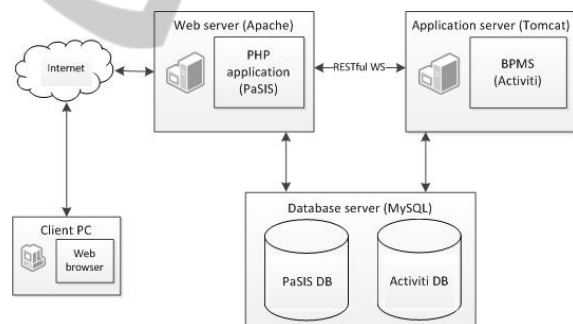 Web server (Apache)
PHP
application
(PaSIS)
Application server (Tomcat)
BPMS
(Activiti)
RESTful WS
Internet
Client PC
Web
browser
Database server (MySQL)
PaSIS DB
Activiti DB